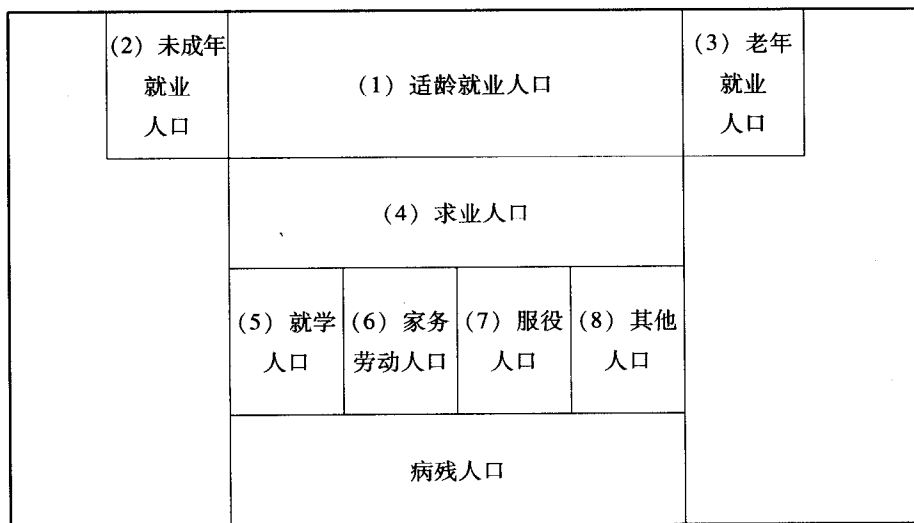 (2) 未成年
就业
人口
(1) 适龄就业人口
(3) 老年
就业
人口
(4) 求业人口
(5) 就学
人口
(6) 家务
劳动人口
(7) 服役
人口
(8) 其他
人口
病残人口